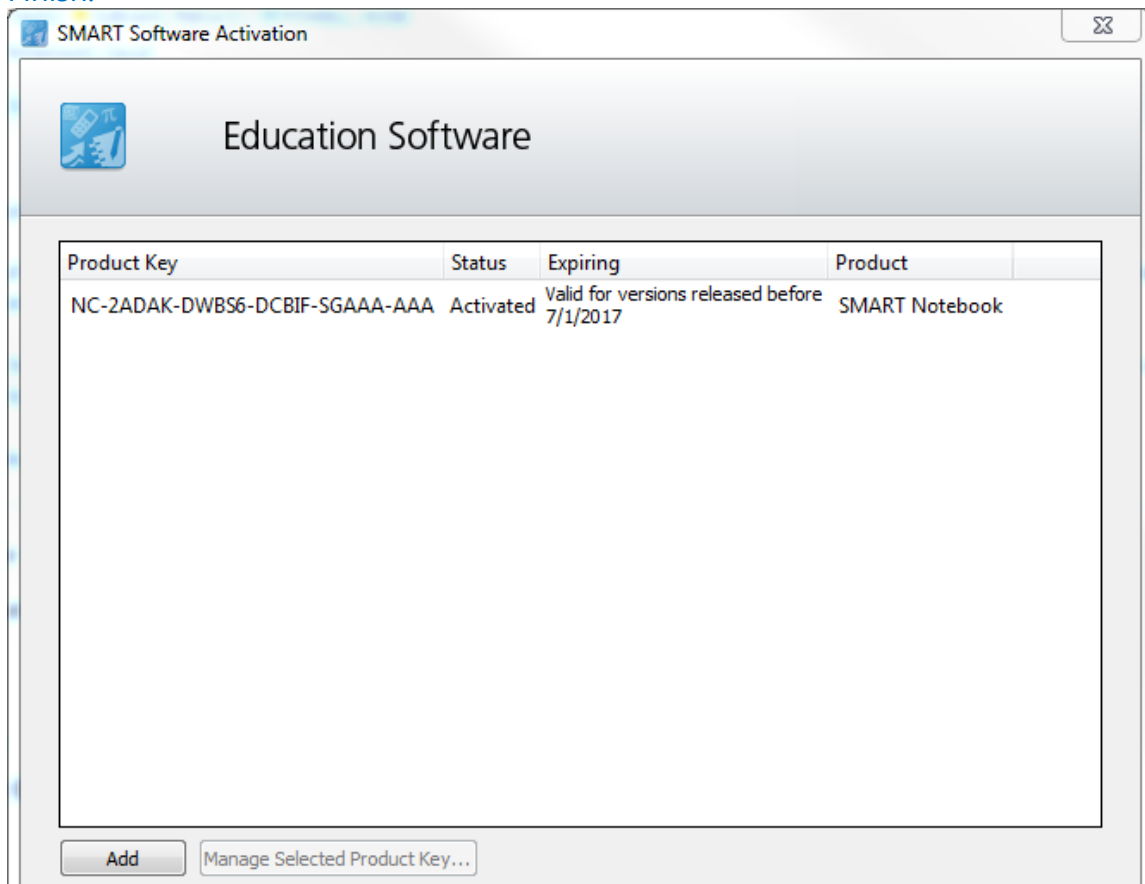 Finish.
SMART Software Activation
Education Software
Product Key Status Expiring Product
NC-2ADAK-DWBS6-DCBIF-SGAAA-AAA Activated Valid for versions released before 7/1/2017 SMART Notebook
Add Manage Selected Product Key...